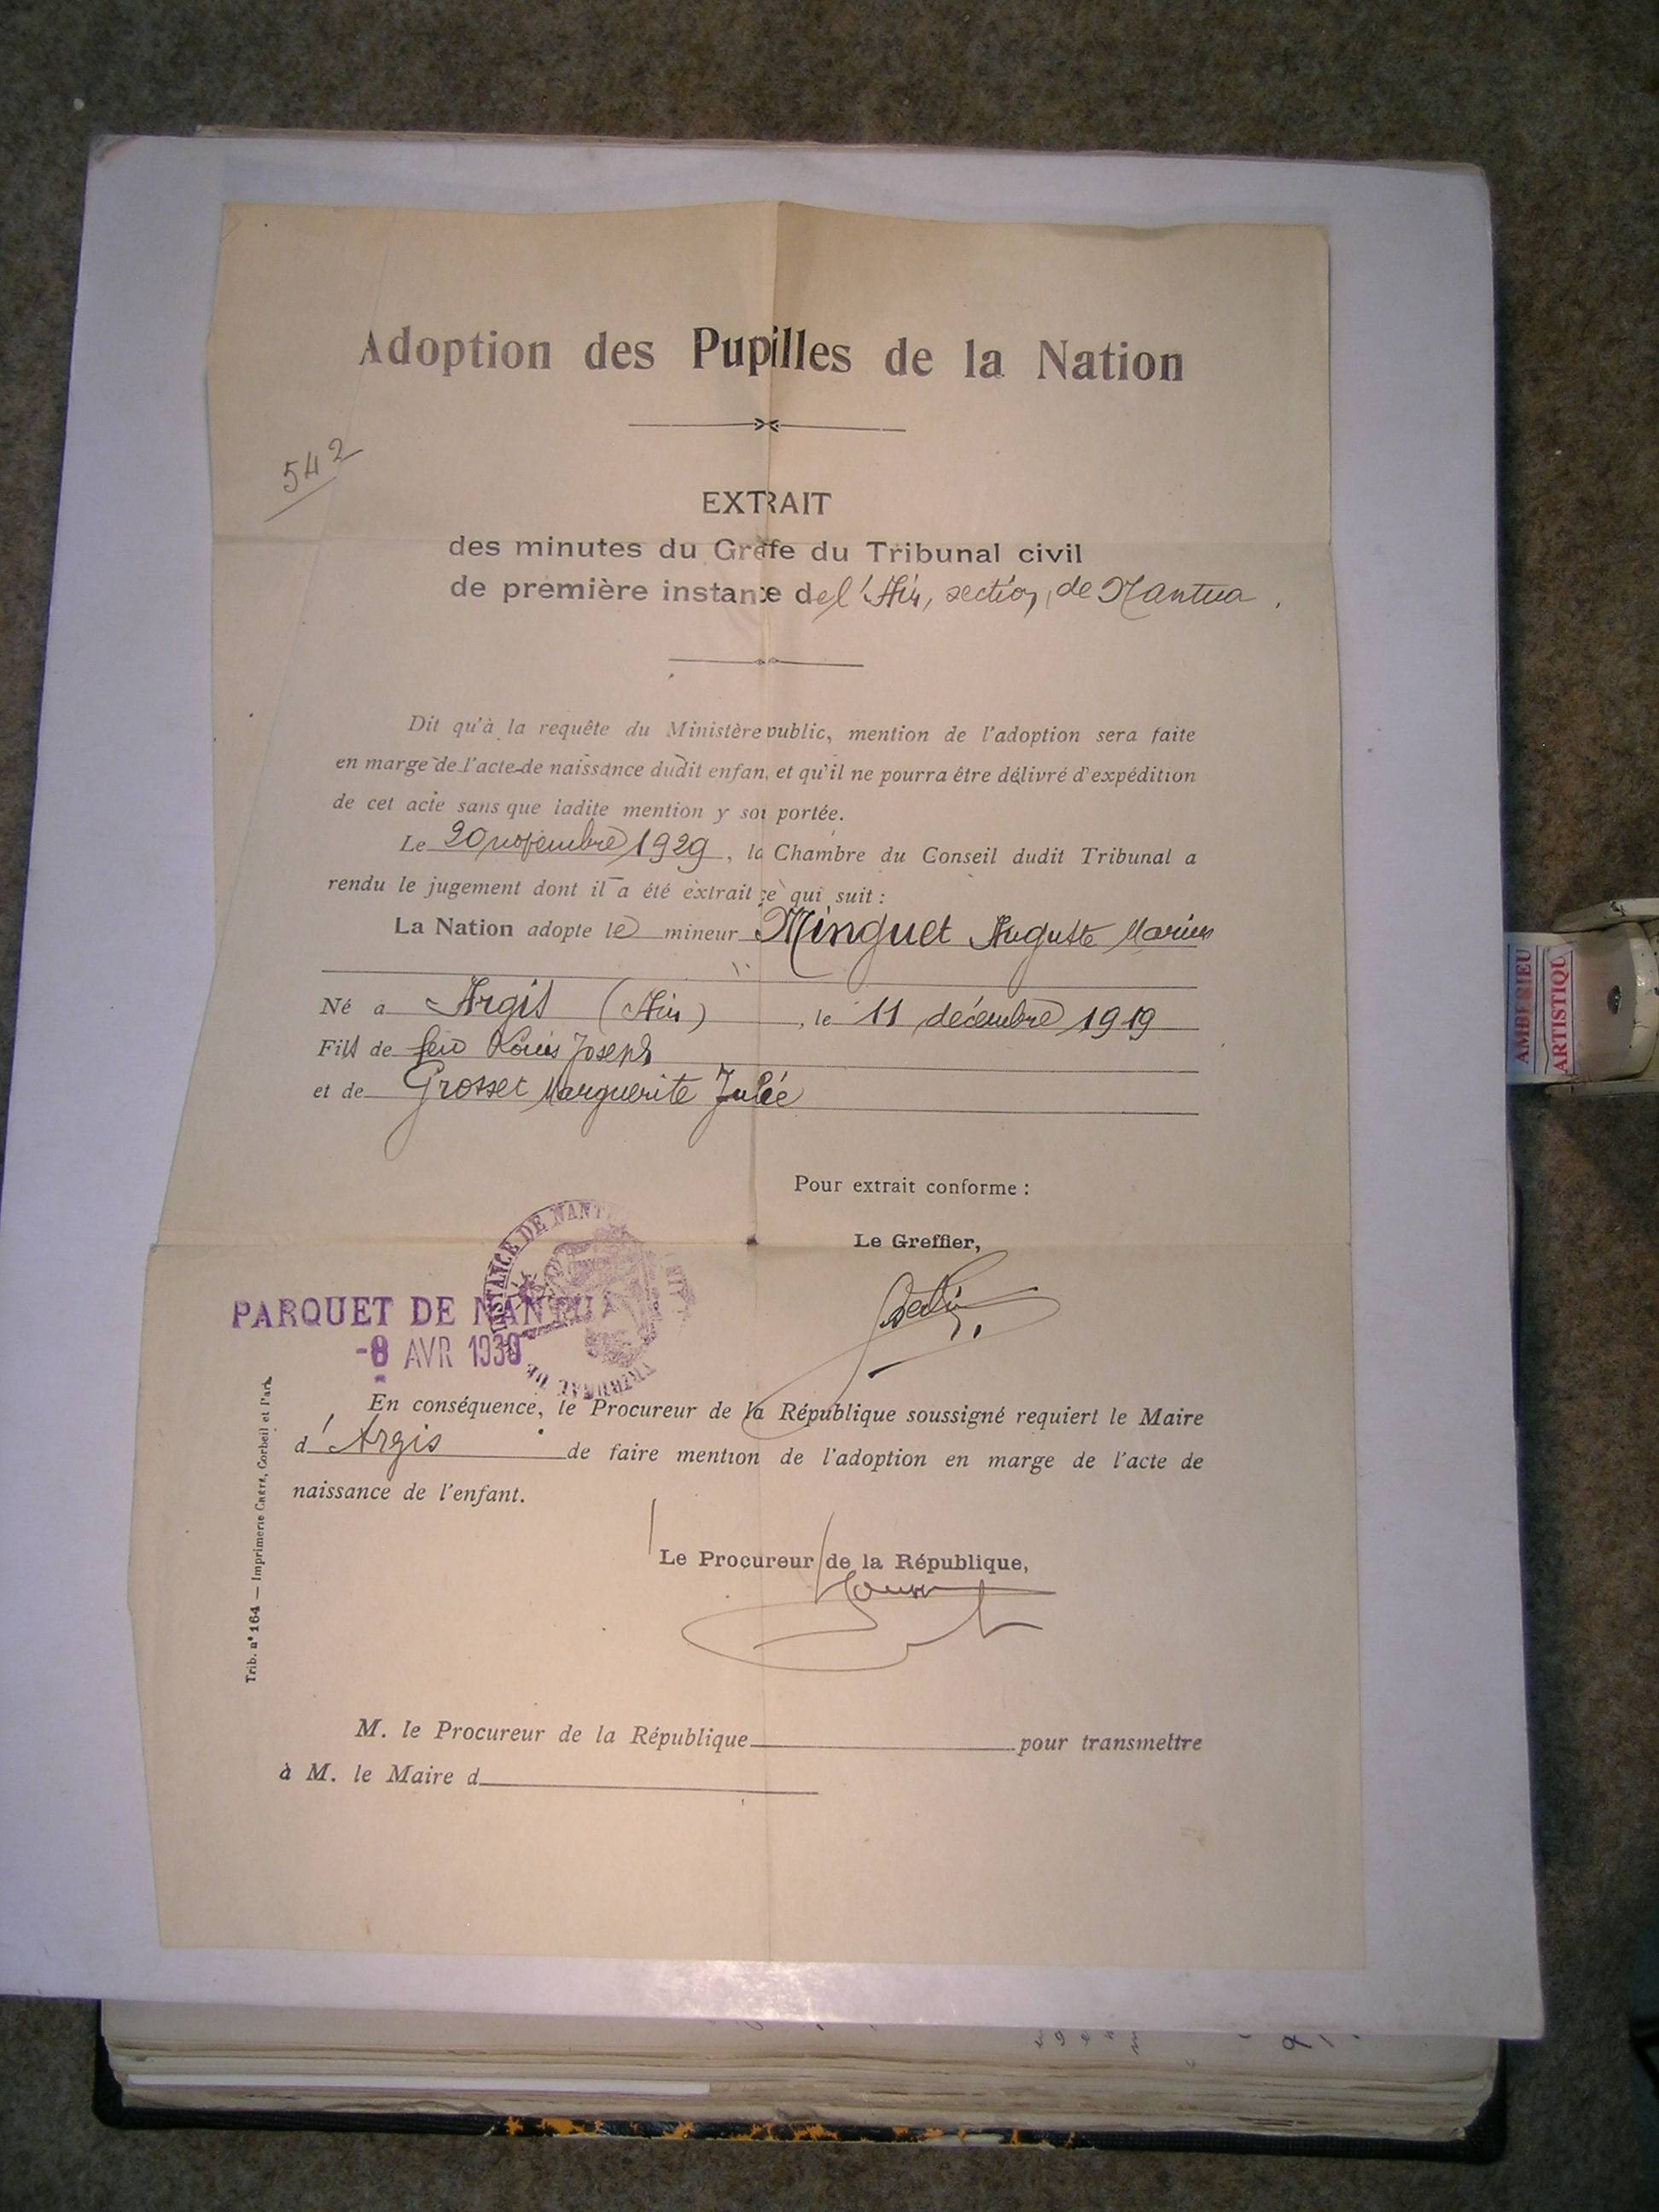 Adoption des Pupilles de la Nation
542
EXTRAIT
des minutes du Greffe du Tribunal civil
de première instance de l'Ain, section de Nantua.
Dit qu'à la requête du Ministère public, mention de l'adoption sera faite
en marge de l'acte de naissance dudit enfant, et qu'il ne pourra être délivré d'expédition
de cet acte sans que ladite mention y soit portée.
Le 20 novembre 1929, la Chambre du Conseil dudit Tribunal a
rendu le jugement dont il a été extrait ce qui suit :
La Nation adopte le mineur Minguet Auguste Marius
Né a Argis (Ain), le 11 décembre 1919
Fils de feu Louis Joseph
et de Grosset Marguerite Julie
Pour extrait conforme :
Le Greffier,
INSTANCE DE NANT
TRIBUNAL DE
PARQUET DE NANTUA
-8 AVR 1930
En conséquence, le Procureur de la République soussigné requiert le Maire
d'Argis de faire mention de l'adoption en marge de l'acte de
naissance de l'enfant.
Le Procureur de la République,
Trib. n° 164 — Imprimerie Crété, Corbeil et Paris
M. le Procureur de la République pour transmettre
à M. le Maire d
AMBERIEU
ARTISTIQU